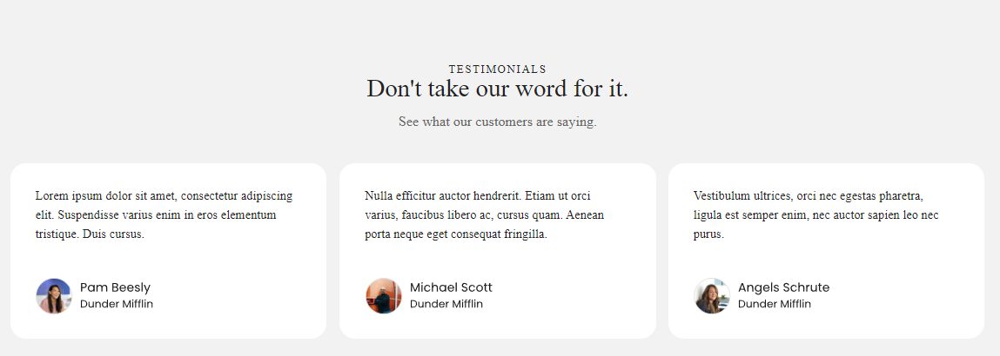 TESTIMONIALS
Don't take our word for it.
See what our customers are saying.
Lorem ipsum dolor sit amet, consectetur adipiscing
elit. Suspendisse varius enim in eros elementum
tristique. Duis cursus.
Pam Beesly
Dunder Mifflin
Nulla efficitur auctor hendrerit. Etiam ut orci
varius, faucibus libero ac, cursus quam. Aenean
porta neque eget consequat fringilla.
Michael Scott
Dunder Mifflin
Vestibulum ultrices, orci nec egestas pharetra,
ligula est semper enim, nec auctor sapien leo nec
purus.
Angels Schrute
Dunder Mifflin